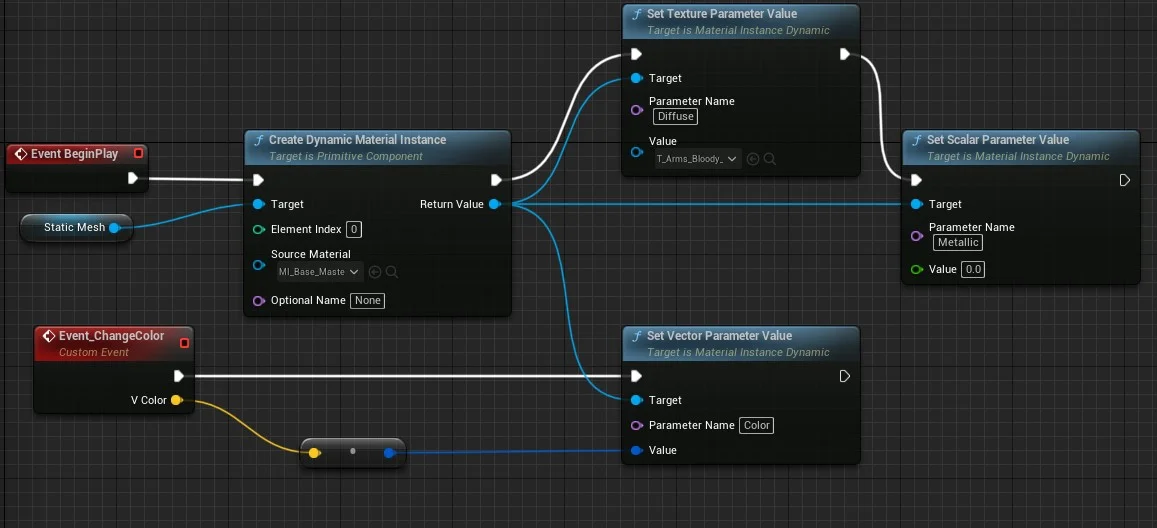 Set Texture Parameter Value
Target is Material Instance Dynamic
Target
Parameter Name
Diffuse
Value
T_Arms_Bloody_
Event BeginPlay
Create Dynamic Material Instance
Target is Primitive Component
Target
Return Value
Element Index 0
Source Material
MI_Base_Maste
Optional Name None
Static Mesh
Set Scalar Parameter Value
Target is Material Instance Dynamic
Target
Parameter Name
Metallic
Value 0.0
Event_ChangeColor
Custom Event
V Color
Set Vector Parameter Value
Target is Material Instance Dynamic
Target
Parameter Name Color
Value